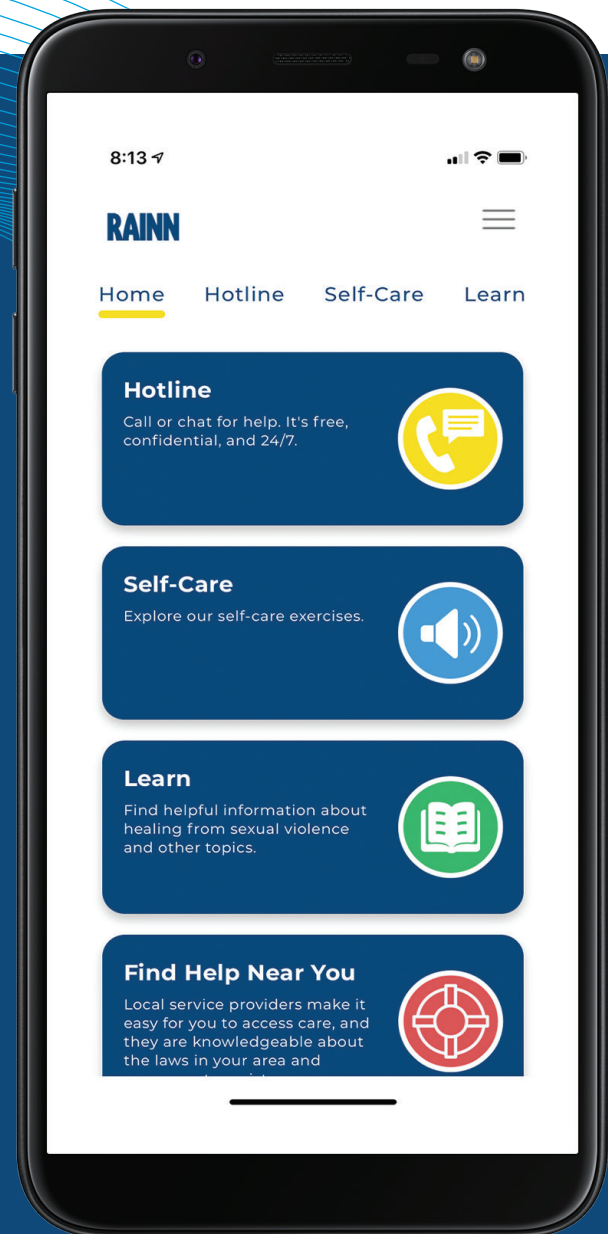 8:13
RAINN
Home Hotline Self-Care Learn
Hotline
Call or chat for help. It's free,
confidential, and 24/7.
Self-Care
Explore our self-care exercises.
Learn
Find helpful information about
healing from sexual violence
and other topics.
Find Help Near You
Local service providers make it
easy for you to access care, and
they are knowledgeable about
the laws in your area and